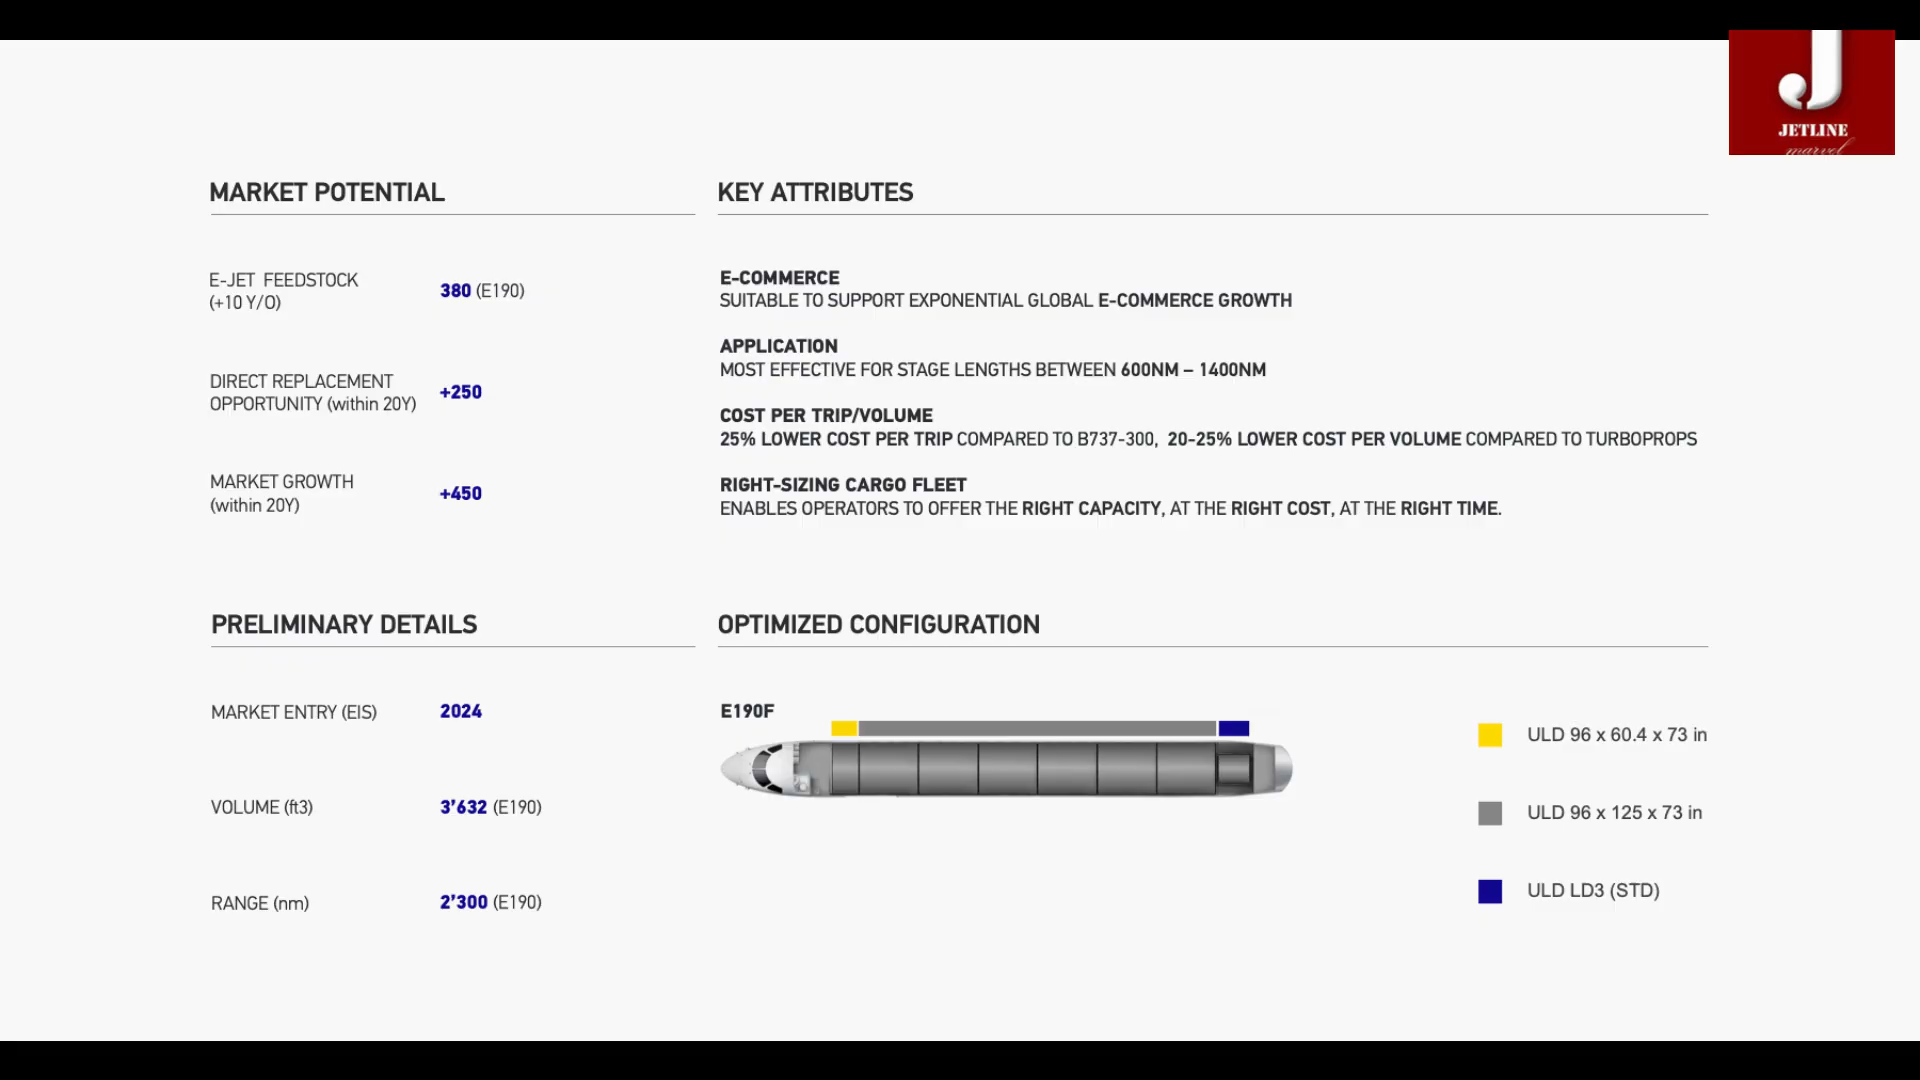 JETLINE
marvel
MARKET POTENTIAL
E-JET FEEDSTOCK
(+10 Y/O)
380 (E190)
DIRECT REPLACEMENT
OPPORTUNITY (within 20Y)
+250
MARKET GROWTH
(within 20Y)
+450
KEY ATTRIBUTES
E-COMMERCE
SUITABLE TO SUPPORT EXPONENTIAL GLOBAL E-COMMERCE GROWTH
APPLICATION
MOST EFFECTIVE FOR STAGE LENGTHS BETWEEN 600NM – 1400NM
COST PER TRIP/VOLUME
25% LOWER COST PER TRIP COMPARED TO B737-300, 20-25% LOWER COST PER VOLUME COMPARED TO TURBOPROPS
RIGHT-SIZING CARGO FLEET
ENABLES OPERATORS TO OFFER THE RIGHT CAPACITY, AT THE RIGHT COST, AT THE RIGHT TIME.
PRELIMINARY DETAILS
MARKET ENTRY (EIS)
2024
VOLUME (ft3)
3’632 (E190)
RANGE (nm)
2’300 (E190)
OPTIMIZED CONFIGURATION
E190F
ULD 96 x 60.4 x 73 in
ULD 96 x 125 x 73 in
ULD LD3 (STD)